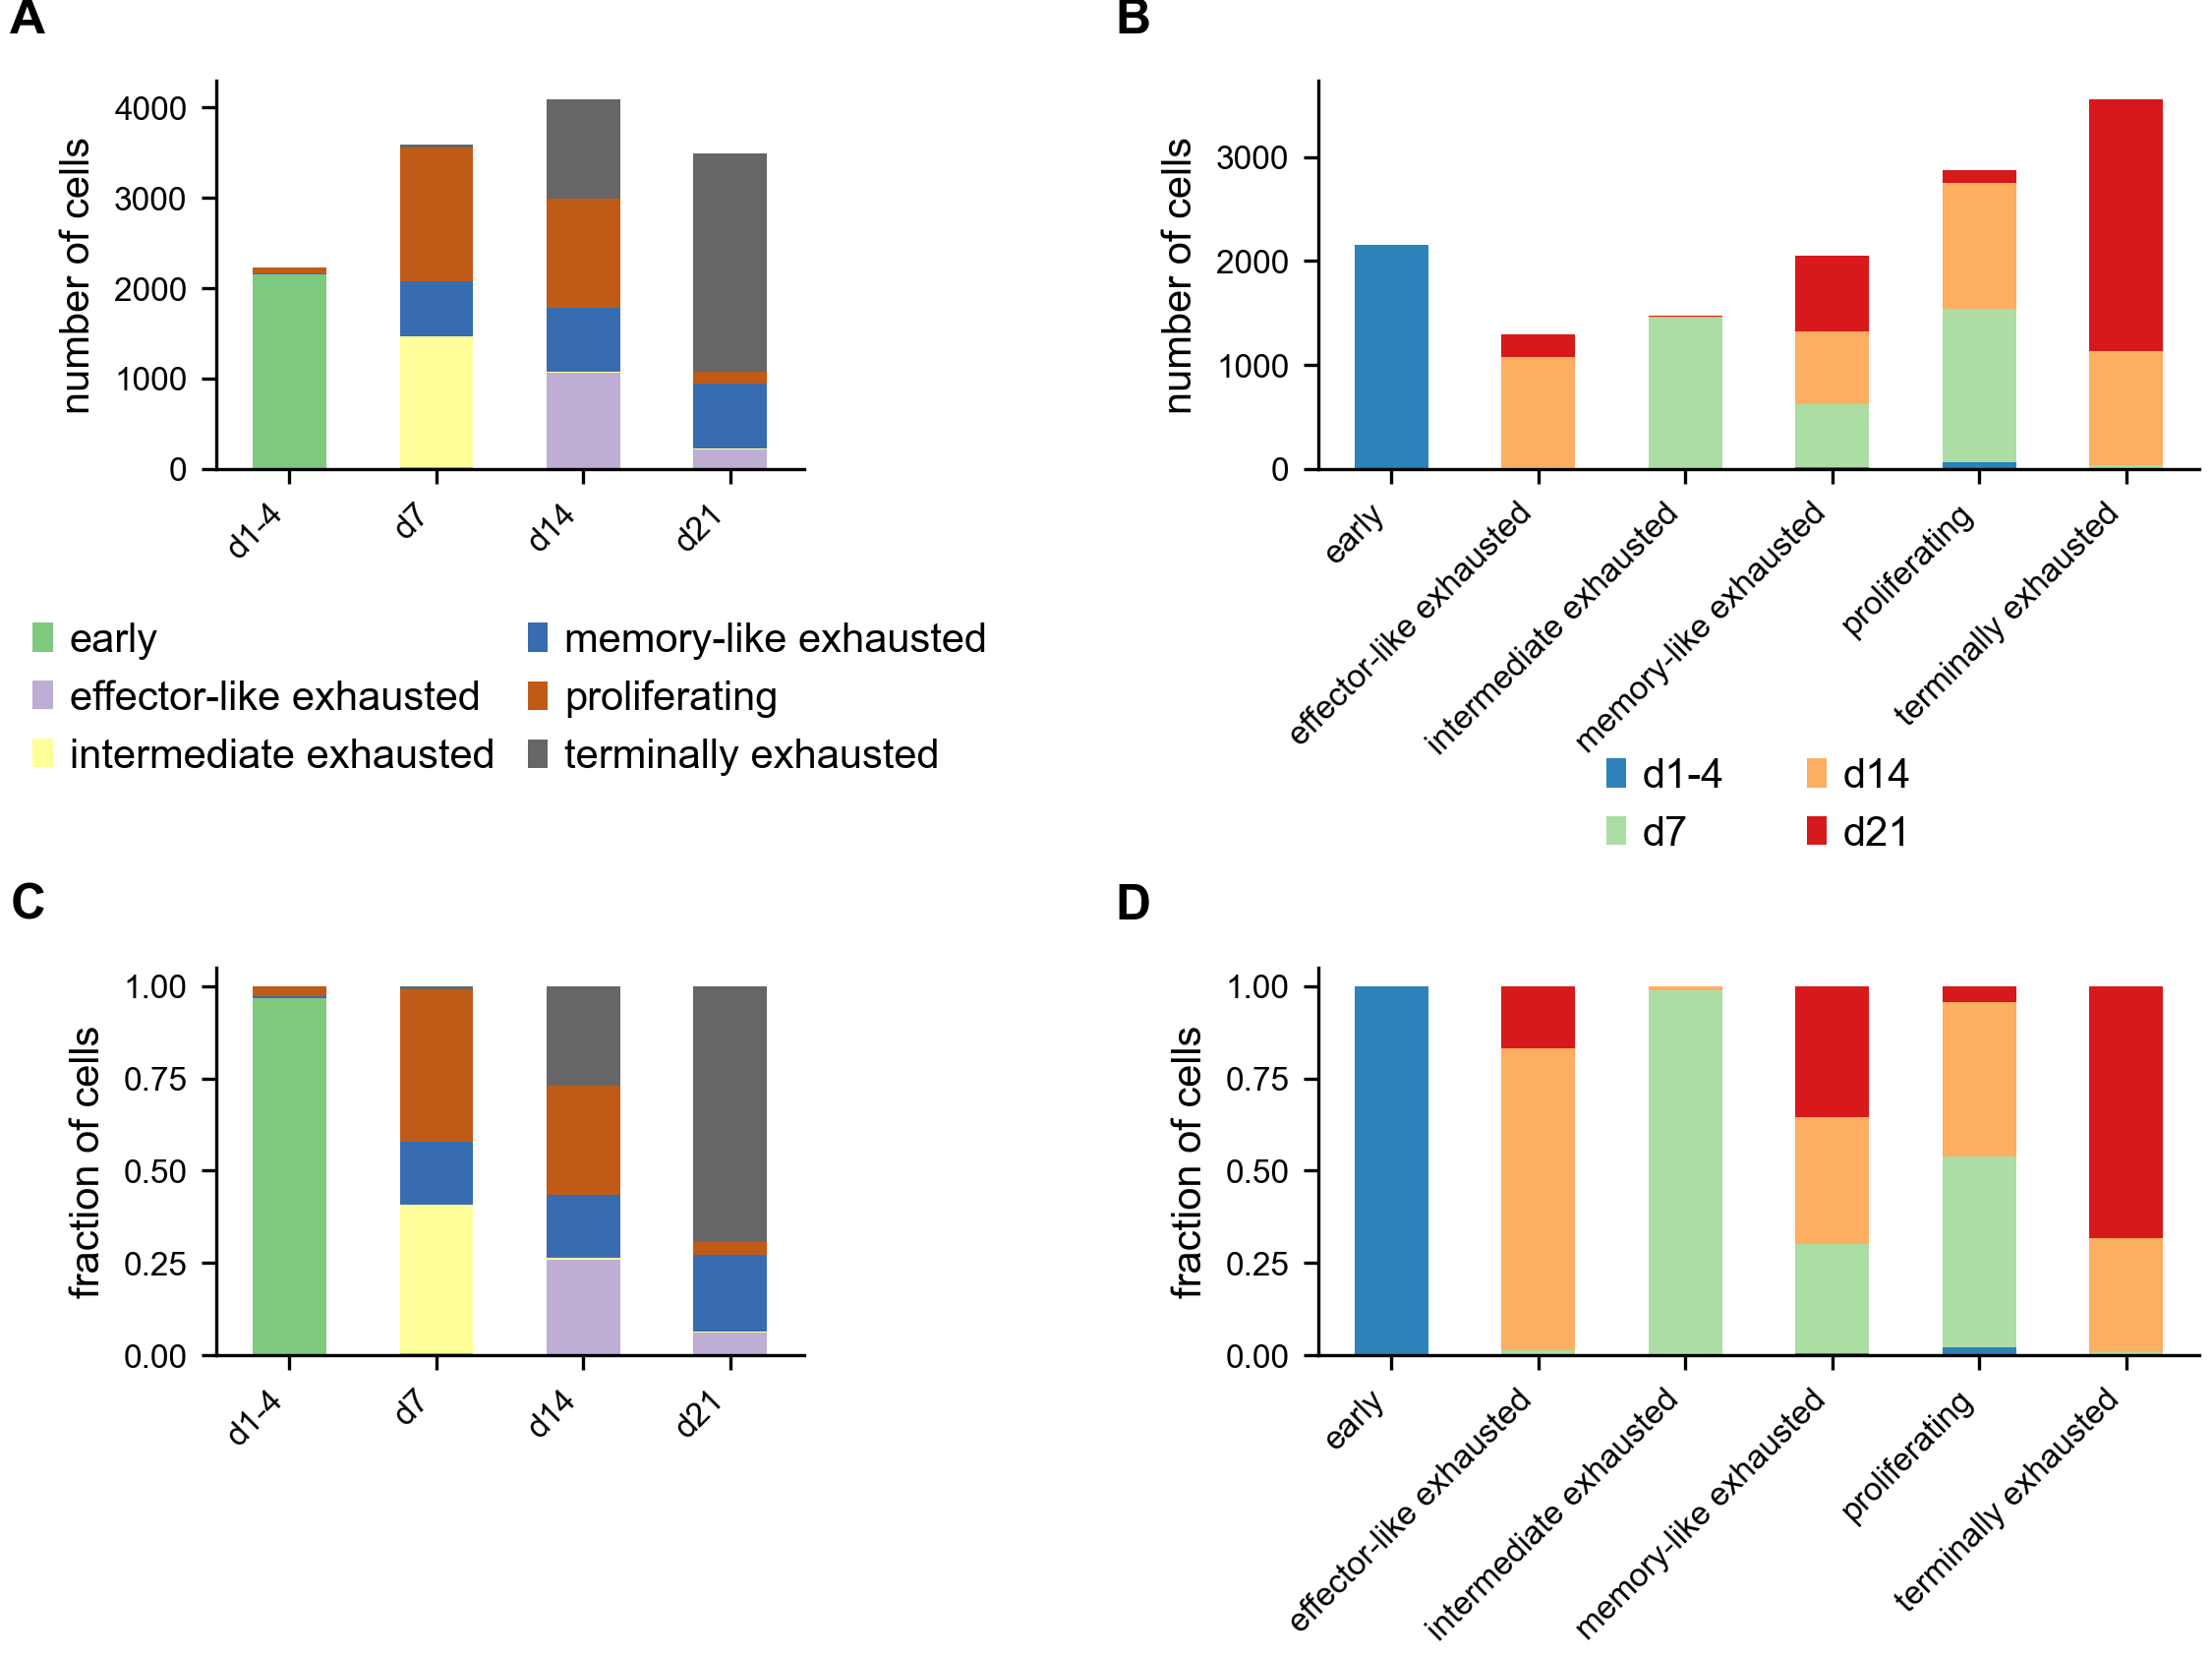 A
number of cells
4000
3000
2000
1000
0
d1-4
d7
d14
d21
early
effector-like exhausted
intermediate exhausted
memory-like exhausted
proliferating
terminally exhausted
B
number of cells
3000
2000
1000
0
early
effector-like exhausted
intermediate exhausted
memory-like exhausted
proliferating
terminally exhausted
d1-4
d7
d14
d21
C
fraction of cells
1.00
0.75
0.50
0.25
0.00
d1-4
d7
d14
d21
D
fraction of cells
1.00
0.75
0.50
0.25
0.00
early
effector-like exhausted
intermediate exhausted
memory-like exhausted
proliferating
terminally exhausted